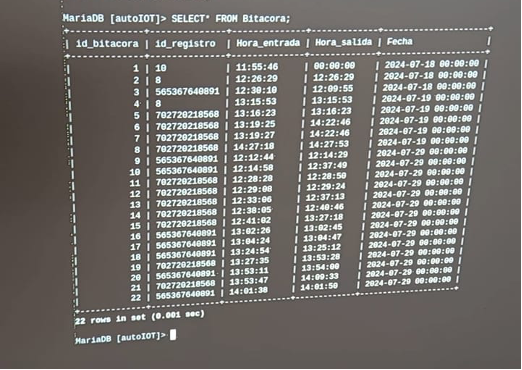 MariaDB [autoIOT]> SELECT* FROM Bitacora;
| id_bitacora | id_registro | Hora_entrada | Hora_salida | Fecha |
| 1 | 10 | 11:55:46 | 00:00:00 | 2024-07-18 00:00:00 |
| 2 | 8 | 12:26:29 | 12:26:29 | 2024-07-18 00:00:00 |
| 3 | 565367640891 | 12:30:10 | 12:09:55 | 2024-07-18 00:00:00 |
| 4 | 8 | 13:15:53 | 13:15:53 | 2024-07-19 00:00:00 |
| 5 | 702720218568 | 13:16:23 | 13:16:23 | 2024-07-19 00:00:00 |
| 6 | 702720218568 | 13:19:25 | 14:22:46 | 2024-07-19 00:00:00 |
| 7 | 702720218568 | 13:19:27 | 14:22:46 | 2024-07-19 00:00:00 |
| 8 | 702720218568 | 14:27:18 | 14:27:53 | 2024-07-19 00:00:00 |
| 9 | 565367640891 | 12:12:44 | 12:14:29 | 2024-07-29 00:00:00 |
| 10 | 565367640891 | 12:14:58 | 12:37:49 | 2024-07-29 00:00:00 |
| 11 | 702720218568 | 12:28:28 | 12:28:50 | 2024-07-29 00:00:00 |
| 12 | 702720218568 | 12:29:08 | 12:29:24 | 2024-07-29 00:00:00 |
| 13 | 702720218568 | 12:33:06 | 12:37:13 | 2024-07-29 00:00:00 |
| 14 | 702720218568 | 12:38:05 | 12:40:46 | 2024-07-29 00:00:00 |
| 15 | 702720218568 | 12:41:02 | 13:27:18 | 2024-07-29 00:00:00 |
| 16 | 565367640891 | 13:02:26 | 13:02:45 | 2024-07-29 00:00:00 |
| 17 | 565367640891 | 13:04:24 | 13:04:47 | 2024-07-29 00:00:00 |
| 18 | 565367640891 | 13:24:54 | 13:25:12 | 2024-07-29 00:00:00 |
| 19 | 702720218568 | 13:27:35 | 13:53:28 | 2024-07-29 00:00:00 |
| 20 | 565367640891 | 13:53:11 | 13:54:00 | 2024-07-29 00:00:00 |
| 21 | 702720218568 | 13:53:47 | 14:09:33 | 2024-07-29 00:00:00 |
| 22 | 565367640891 | 14:01:38 | 14:01:50 | 2024-07-29 00:00:00 |
22 rows in set (0.001 sec)
MariaDB [autoIOT]>